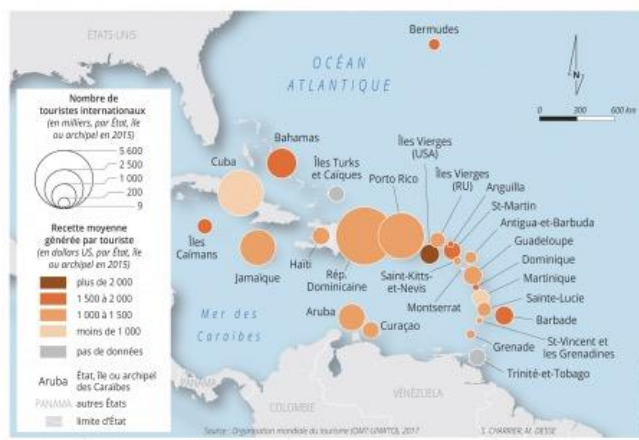 ÉTATS-UNIS
Bermudes
OCÉAN
ATLANTIQUE
N
0 300 600 km
Nombre de
touristes internationaux
(en milliers, par État, île
ou archipel en 2015)
5 600
2 500
1 000
200
9
Recette moyenne
générée par touriste
(en dollars US, par État, île
ou archipel en 2015)
plus de 2 000
1 500 à 2 000
1 000 à 1 500
moins de 1 000
pas de données
Aruba État, île ou archipel
des Caraïbes
PANAMA autres États
limite d'État
Bahamas
Cuba
Îles Turks
et Caïques
Porto Rico
Îles Vierges
(USA)
Îles Vierges
(RU)
Anguilla
St-Martin
Antigua-et-Barbuda
Guadeloupe
Dominique
Martinique
Sainte-Lucie
Barbade
St-Vincent et
les Grenadines
Grenade
Trinité-et-Tobago
Îles
Caïmans
Jamaïque
Haïti
Rép.
Dominicaine
Saint-Kitts-
et-Nevis
Montserrat
Mer des
Caraïbes
Aruba
Curaçao
PANAMA
COLOMBIE
VÉNÉZUELA
Source : Organisation mondiale du tourisme (OMT-UNWTO), 2017
S. CHARRIER, M. DESSE